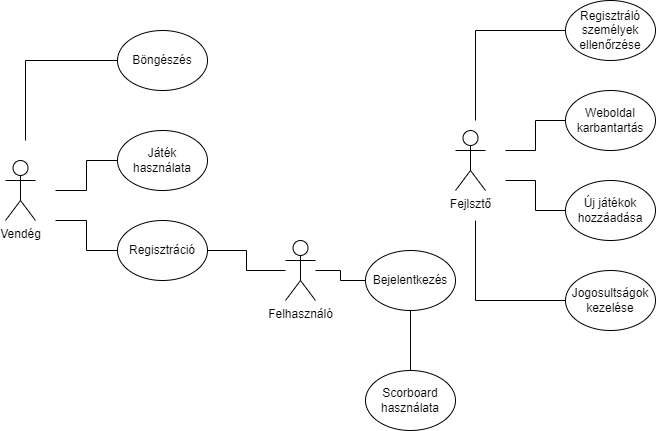 Böngészés
Játék
használata
Vendég
Regisztráció
Felhasználó
Bejelentkezés
Scorboard
használata
Regisztráló
személyek
ellenőrzése
Weboldal
karbantartás
Fejlsztő
Új játékok
hozzáadása
Jogosultságok
kezelése